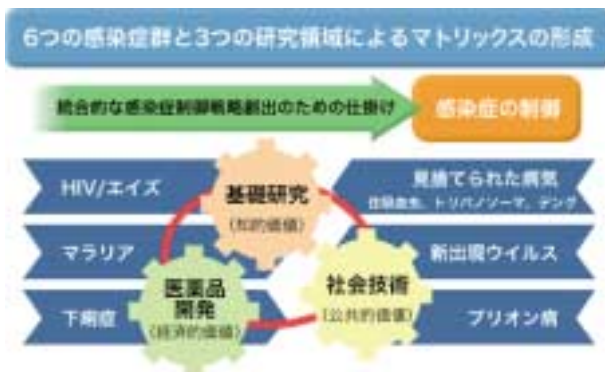 6つの感染症群と3つの研究領域によるマトリックスの形成
統合的な感染症制御戦略創出のための仕掛け
感染症の制御
HIV/エイズ
マラリア
下痢症
基礎研究
(知的価値)
医薬品
開発
(経済的価値)
社会技術
(公共的価値)
見捨てられた病気
住吸血虫、トリパノソーマ、デング
新出現ウイルス
プリオン病